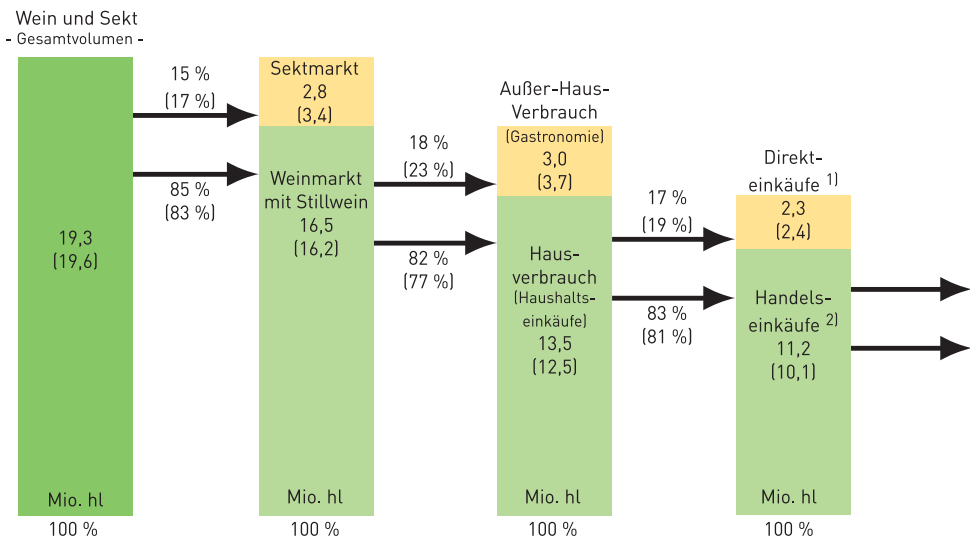 Wein und Sekt
- Gesamtvolumen -
19,3
(19,6)
Mio. hl
100 %
15 %
(17 %)
85 %
(83 %)
Sektmarkt
2,8
(3,4)
Weinmarkt
mit Stillwein
16,5
(16,2)
Mio. hl
100 %
18 %
(23 %)
82 %
(77 %)
Außer-Haus-
Verbrauch
(Gastronomie)
3,0
(3,7)
Haus-
verbrauch
(Haushalts-
einkäufe)
13,5
(12,5)
Mio. hl
100 %
17 %
(19 %)
83 %
(81 %)
Direkt-
einkäufe 1)
2,3
(2,4)
Handels-
einkäufe 2)
11,2
(10,1)
Mio. hl
100 %